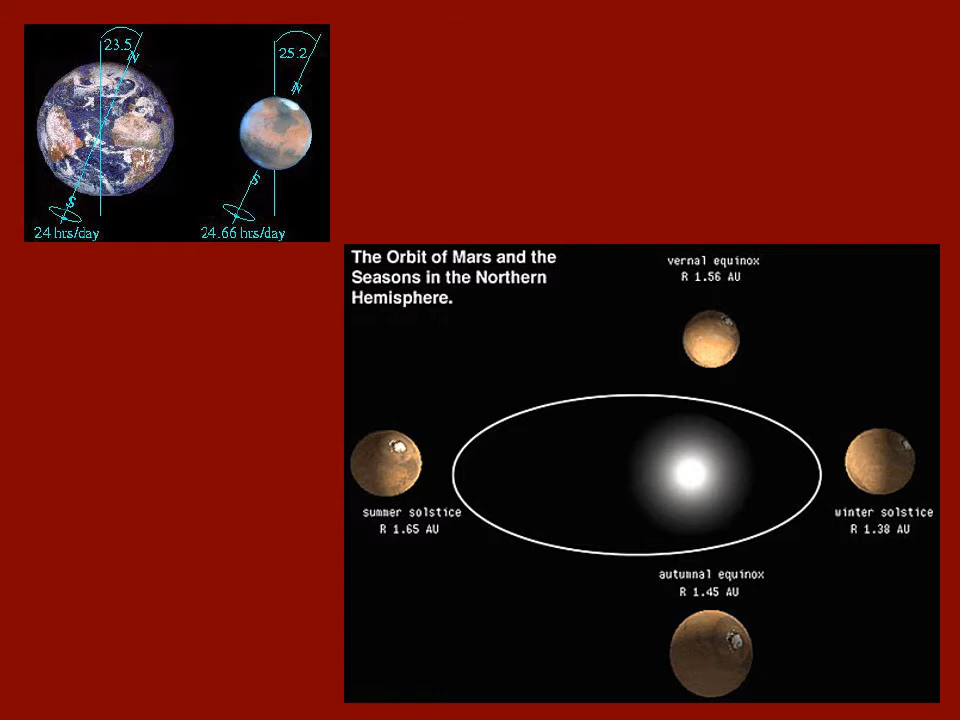 23.5
N
25.2
N
S
S
24 hrs/day
24.66 hrs/day
The Orbit of Mars and the
Seasons in the Northern
Hemisphere.
vernal equinox
R 1.56 AU
summer solstice
R 1.65 AU
winter solstice
R 1.38 AU
autumnal equinox
R 1.45 AU